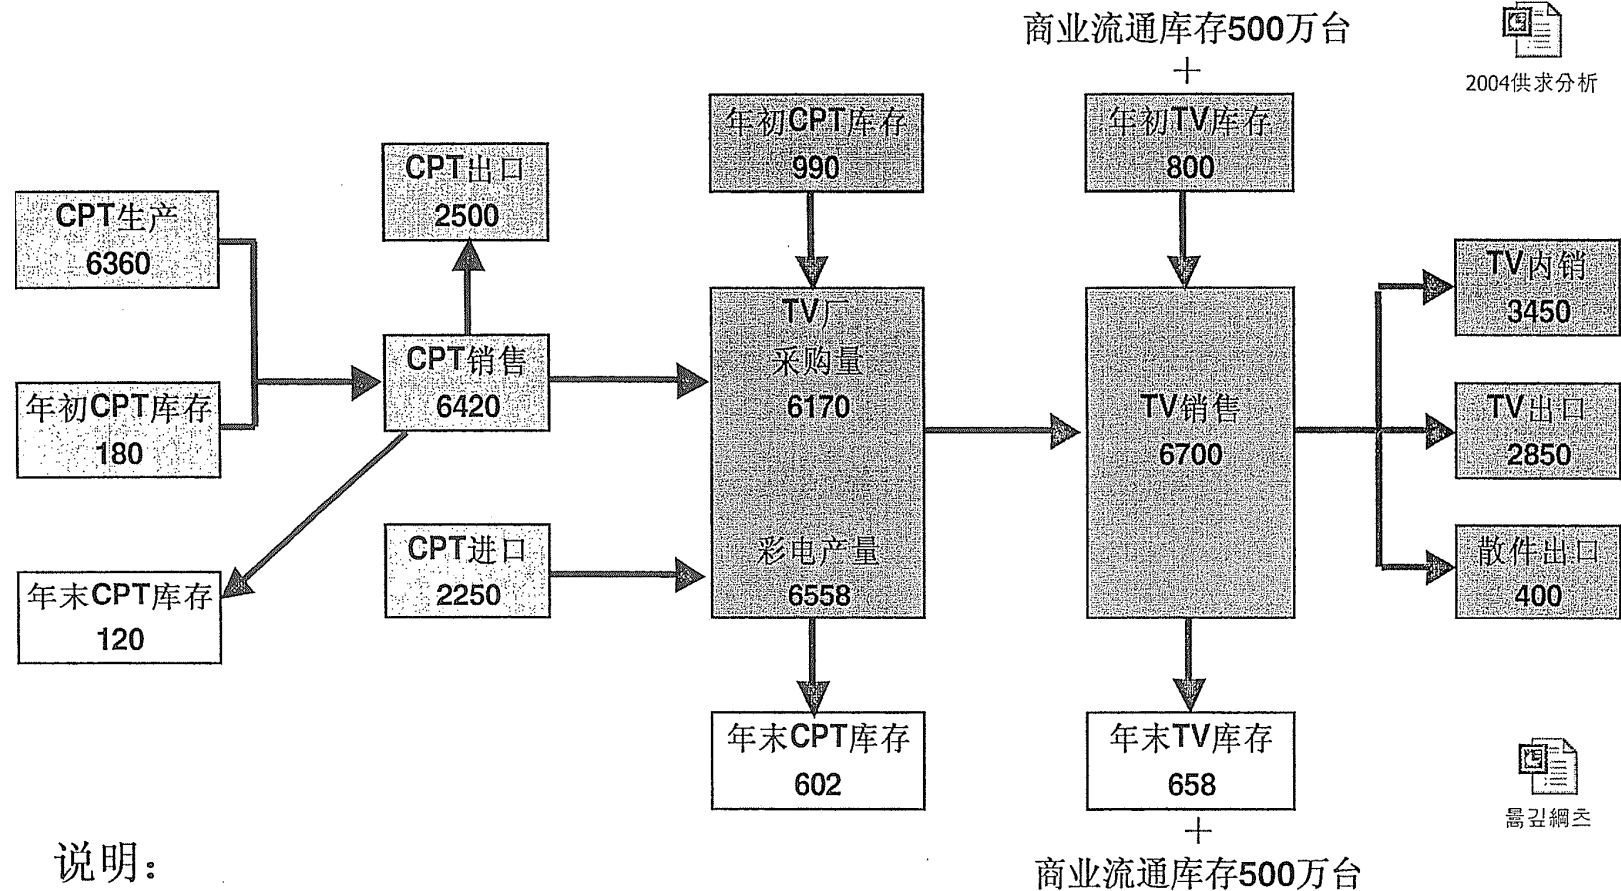 商业流通库存500万台
+
2004供求分析
年初CPT库存
990
年初TV库存
800
CPT出口
2500
CPT生产
6360
TV内销
3450
TV厂
采购量
6170
CPT销售
6420
年初CPT库存
180
TV销售
6700
TV出口
2850
CPT进口
2250
彩电产量
6558
散件出口
400
年末CPT库存
120
年末CPT库存
602
年末TV库存
658
+
商业流通库存500万台
说明：